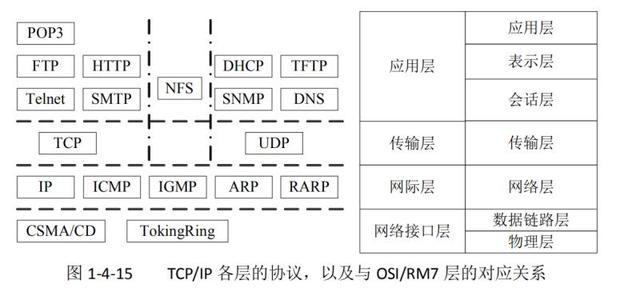 POP3
FTP HTTP NFS DHCP TFTP
Telnet SMTP SNMP DNS
TCP UDP
IP ICMP IGMP ARP RARP
CSMA/CD TokingRing
应用层 应用层
表示层
会话层
传输层 传输层
网际层 网络层
网络接口层 数据链路层
物理层
图 1-4-15 TCP/IP 各层的协议，以及与 OSI/RM7 层的对应关系